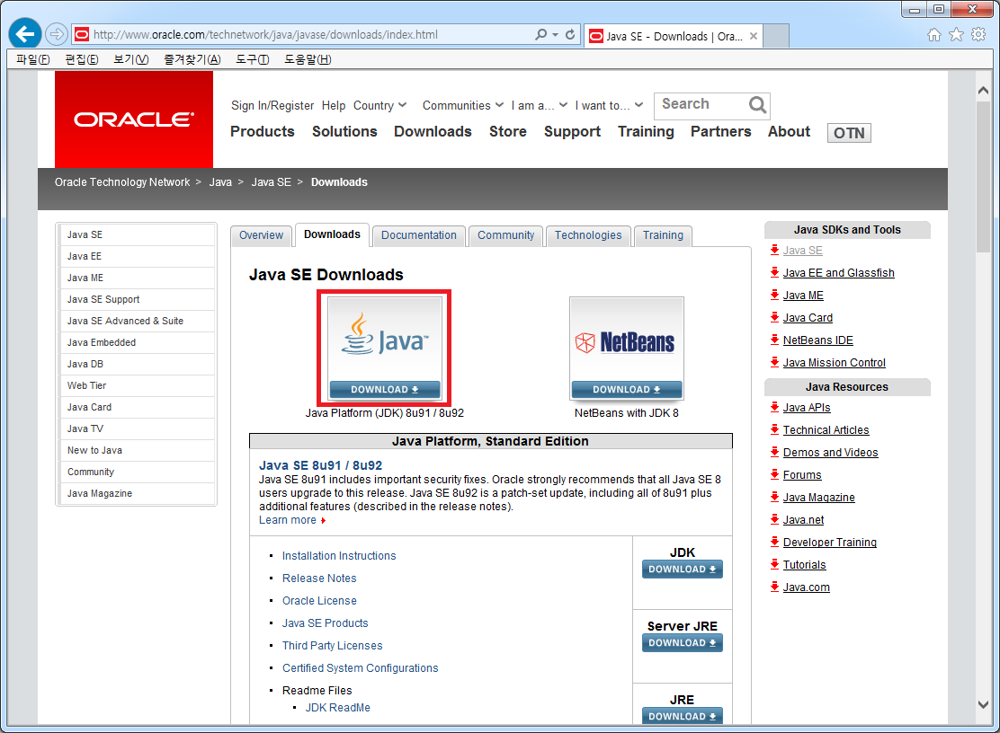 http://www.oracle.com/technetwork/java/javase/downloads/index.html
Java SE - Downloads | Ora...
파일(F) 편집(E) 보기(V) 즐겨찾기(A) 도구(T) 도움말(H)
ORACLE
Sign In/Register Help Country Communities I am a... I want to... Search
Products Solutions Downloads Store Support Training Partners About OTN
Oracle Technology Network > Java > Java SE > Downloads
Java SE
Java EE
Java ME
Java SE Support
Java SE Advanced & Suite
Java Embedded
Java DB
Web Tier
Java Card
Java TV
New to Java
Community
Java Magazine
Overview Downloads Documentation Community Technologies Training
Java SE Downloads
Java™
DOWNLOAD
Java Platform (JDK) 8u91 / 8u92
NetBeans
DOWNLOAD
NetBeans with JDK 8
Java Platform, Standard Edition
Java SE 8u91 / 8u92
Java SE 8u91 includes important security fixes. Oracle strongly recommends that all Java SE 8
users upgrade to this release. Java SE 8u92 is a patch-set update, including all of 8u91 plus
additional features (described in the release notes).
Learn more
Installation Instructions
Release Notes
Oracle License
Java SE Products
Third Party Licenses
Certified System Configurations
Readme Files
JDK ReadMe
JDK
DOWNLOAD
Server JRE
DOWNLOAD
JRE
DOWNLOAD
Java SDKs and Tools
Java SE
Java EE and Glassfish
Java ME
Java Card
NetBeans IDE
Java Mission Control
Java Resources
Java APIs
Technical Articles
Demos and Videos
Forums
Java Magazine
Java.net
Developer Training
Tutorials
Java.com